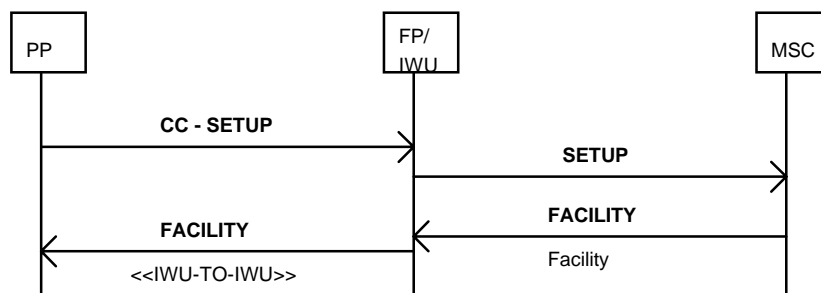 PP
FP/
IWU
MSC
CC - SETUP
SETUP
FACILITY
FACILITY
<<IWU-TO-IWU>>
Facility